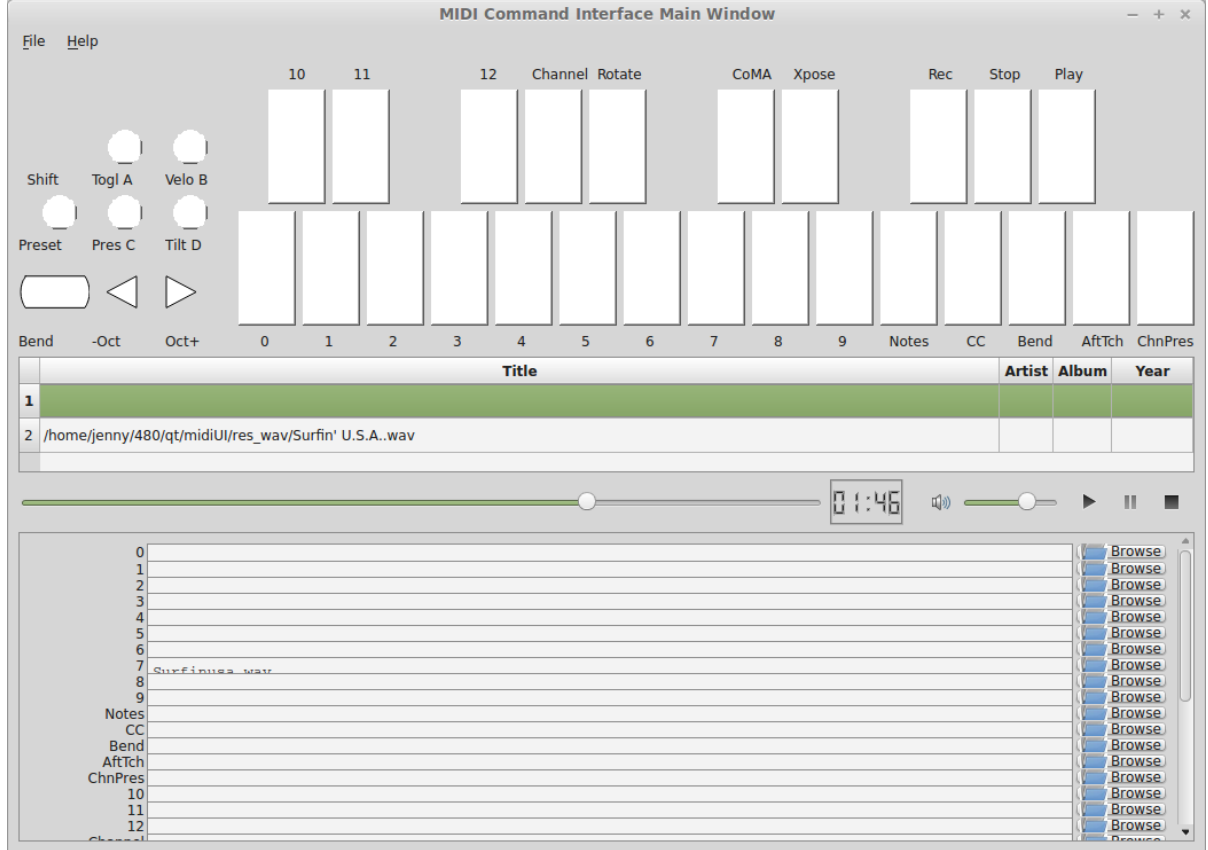 MIDI Command Interface Main Window
File Help
10 11 12 Channel Rotate CoMA Xpose Rec Stop Play
Shift Togl A Velo B
Preset Pres C Tilt D
Bend -Oct Oct+ 0 1 2 3 4 5 6 7 8 9 Notes CC Bend AftTch ChnPres
Title Artist Album Year
1
2 /home/jenny/480/qt/midiUI/res_wav/Surfin' U.S.A..wav
01:46
0 Browse
1 Browse
2 Browse
3 Browse
4 Browse
5 Browse
6 Browse
7 Surfinusa.wav Browse
8 Browse
9 Browse
Notes Browse
CC Browse
Bend Browse
AftTch Browse
ChnPres Browse
10 Browse
11 Browse
12 Browse
Channel Browse